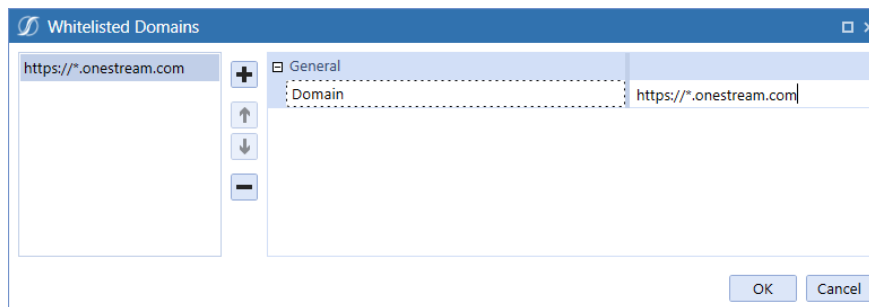 Whitelisted Domains
https://*.onestream.com
General
Domain https://*.onestream.com
OK Cancel